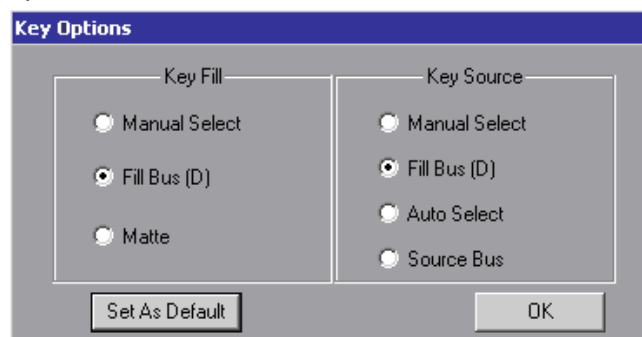 Key Options
Key Fill
Manual Select
Fill Bus (D)
Matte
Key Source
Manual Select
Fill Bus (D)
Auto Select
Source Bus
Set As Default
OK